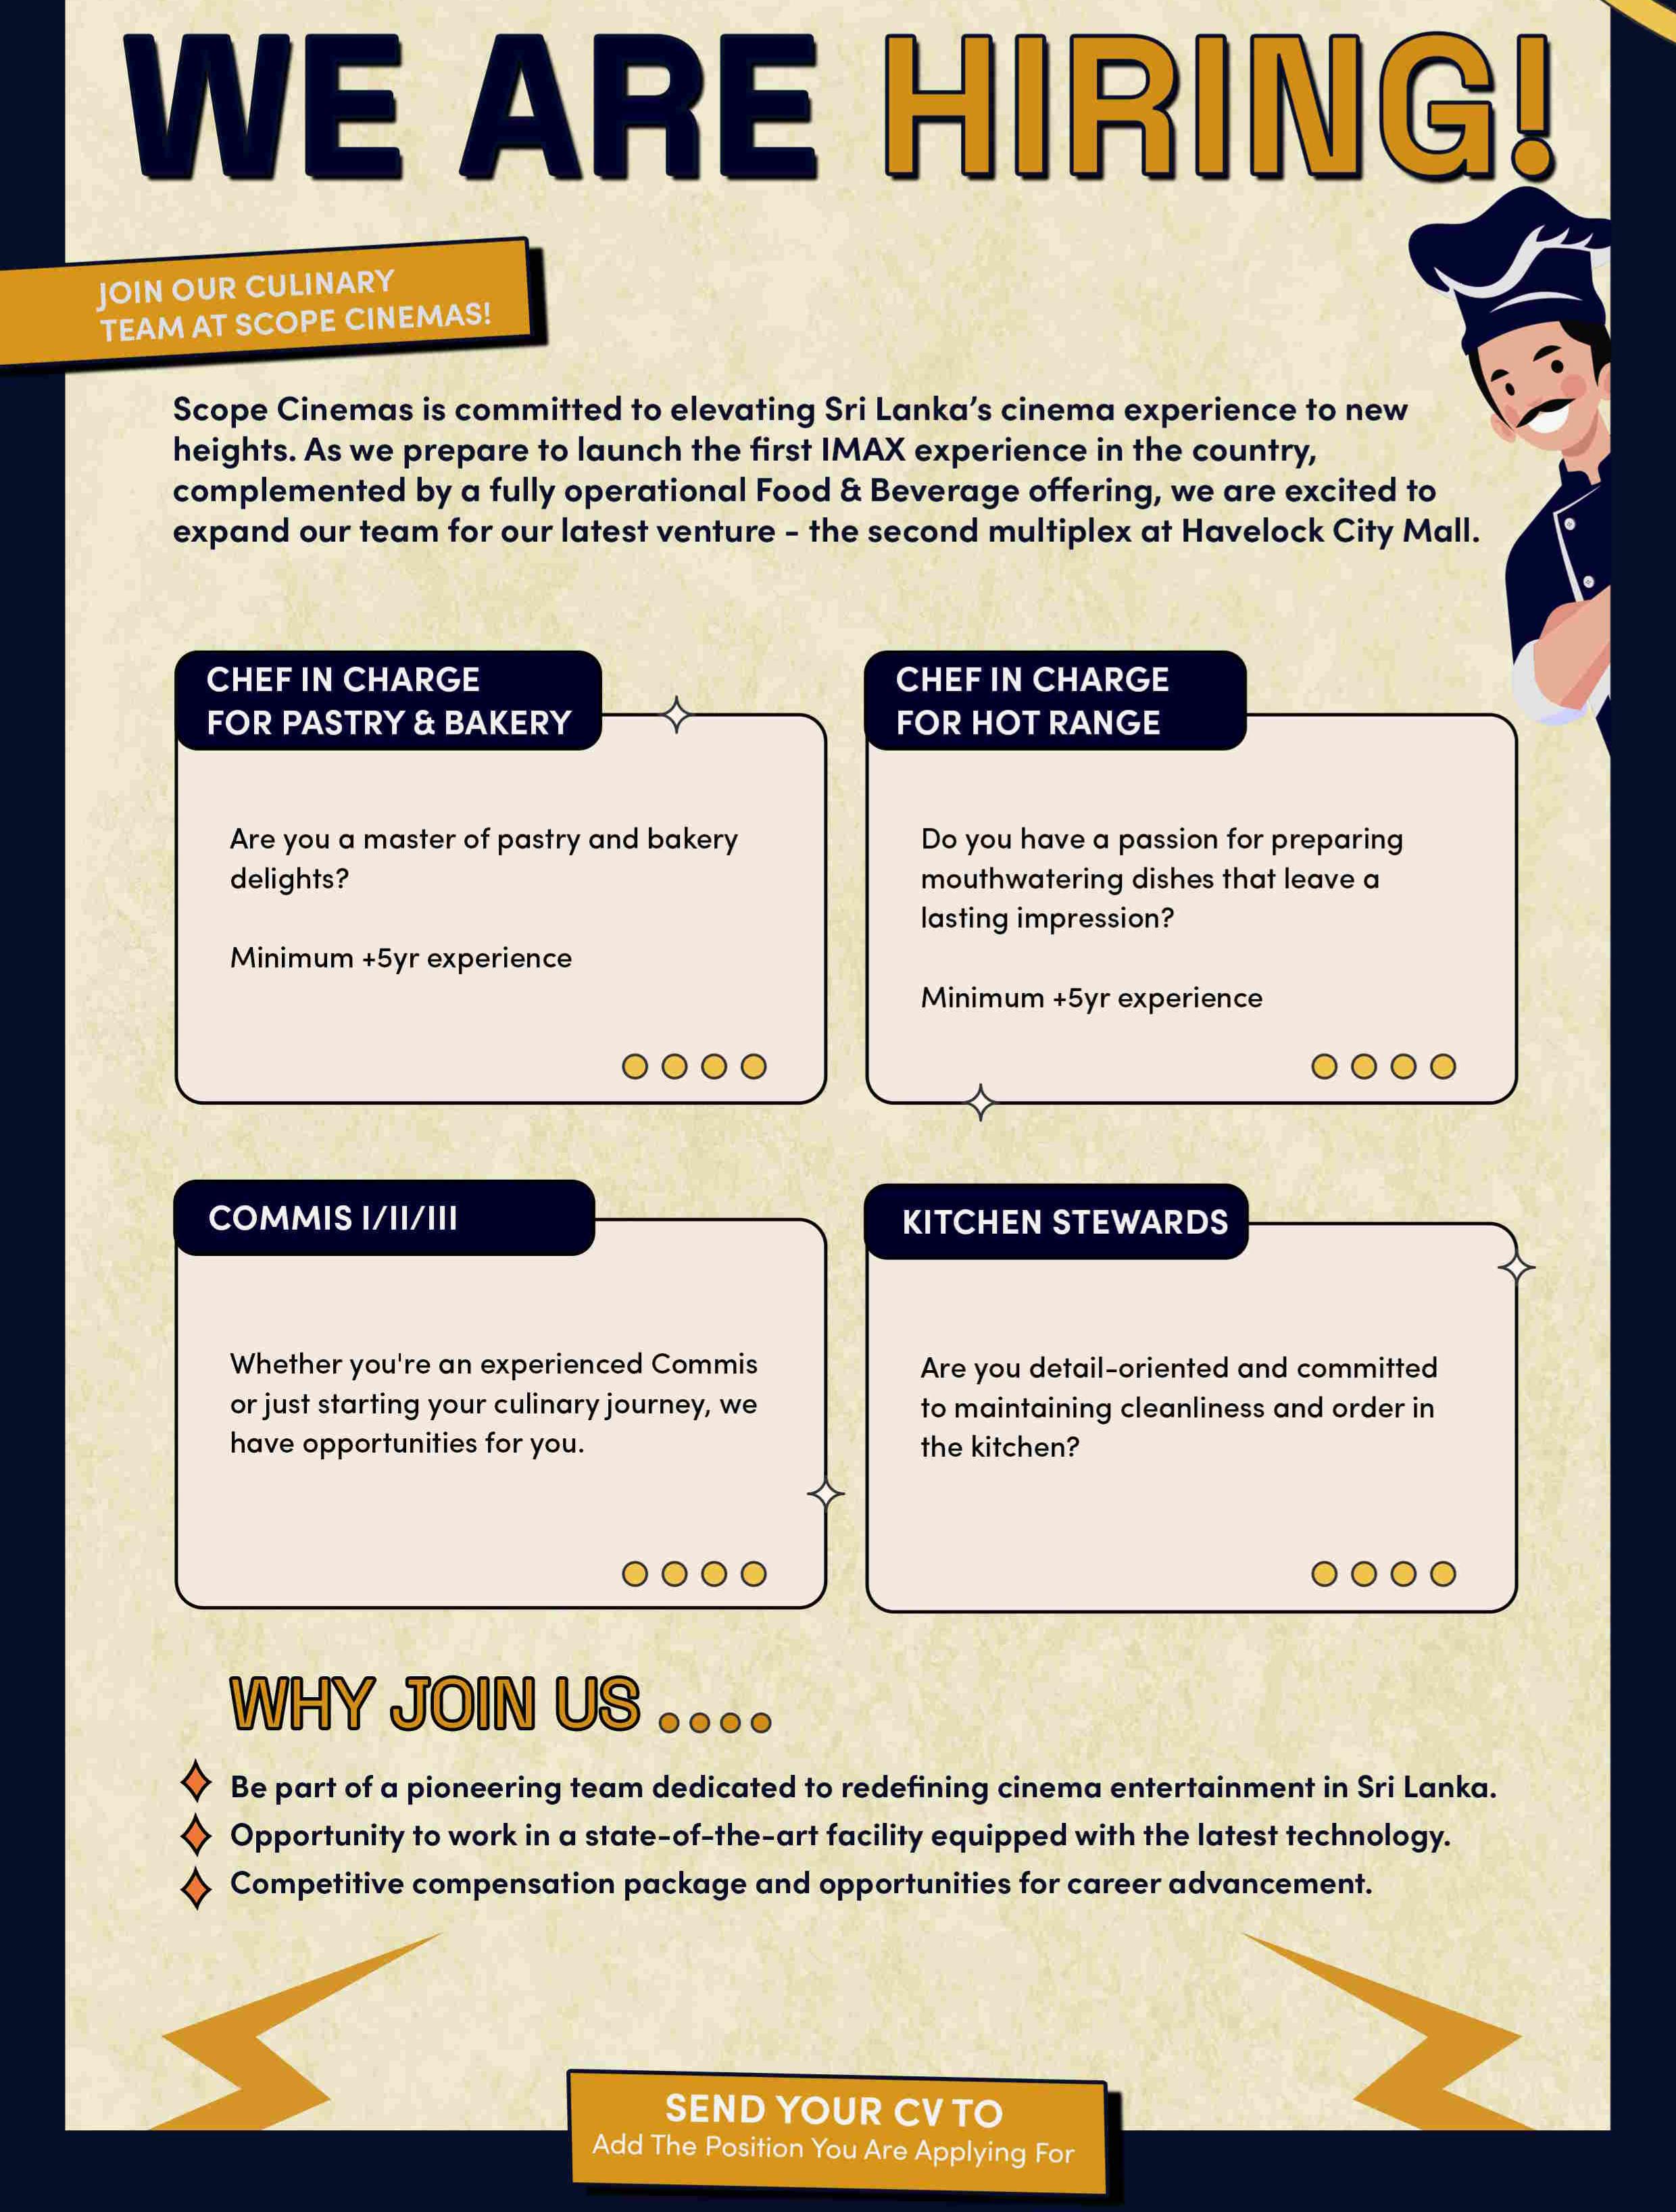 WE ARE HIRING!
JOIN OUR CULINARY
TEAM AT SCOPE CINEMAS!
Scope Cinemas is committed to elevating Sri Lanka’s cinema experience to new
heights. As we prepare to launch the first IMAX experience in the country,
complemented by a fully operational Food & Beverage offering, we are excited to
expand our team for our latest venture - the second multiplex at Havelock City Mall.
CHEF IN CHARGE
FOR PASTRY & BAKERY
Are you a master of pastry and bakery
delights?
Minimum +5yr experience
CHEF IN CHARGE
FOR HOT RANGE
Do you have a passion for preparing
mouthwatering dishes that leave a
lasting impression?
Minimum +5yr experience
COMMIS I/II/III
Whether you're an experienced Commis
or just starting your culinary journey, we
have opportunities for you.
KITCHEN STEWARDS
Are you detail-oriented and committed
to maintaining cleanliness and order in
the kitchen?
WHY JOIN US ....
Be part of a pioneering team dedicated to redefining cinema entertainment in Sri Lanka.
Opportunity to work in a state-of-the-art facility equipped with the latest technology.
Competitive compensation package and opportunities for career advancement.
SEND YOUR CV TO
Add The Position You Are Applying For